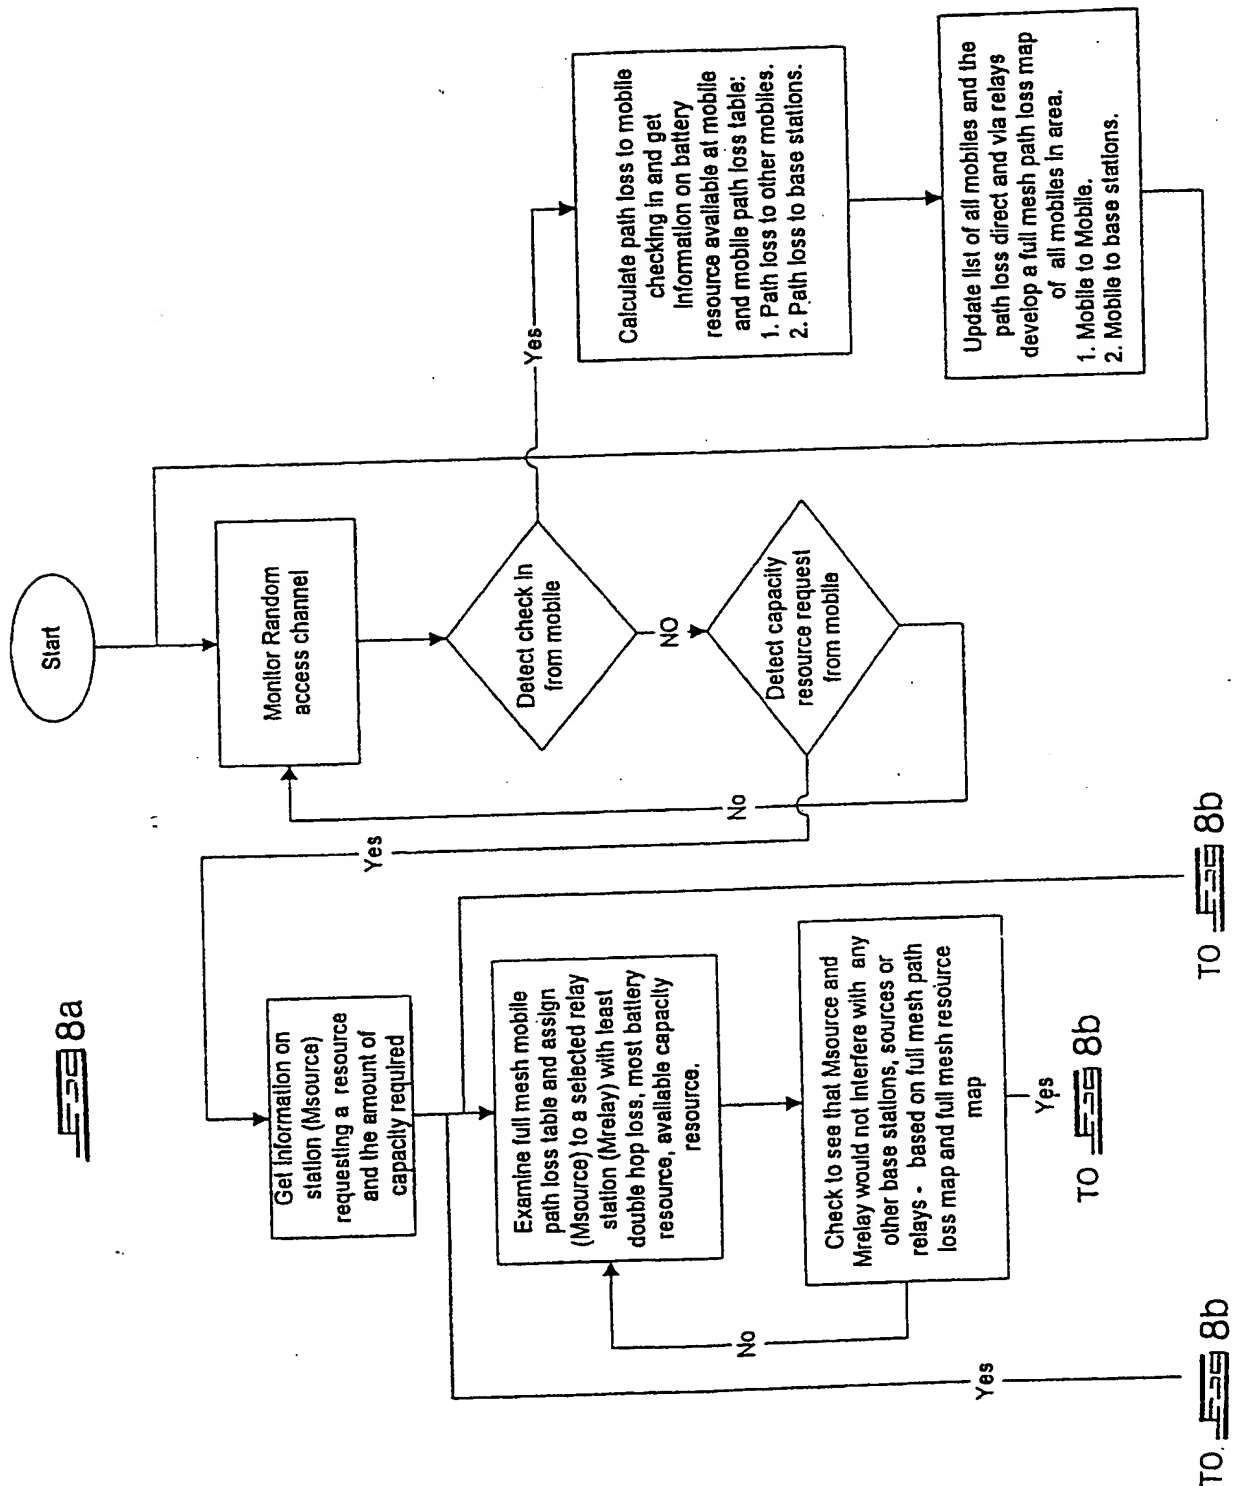 Fig 8a
Start
Monitor Random
access channel
Detect check in
from mobile
Yes
NO
Calculate path loss to mobile
checking in and get
Information on battery
resource available at mobile
and mobile path loss table:
1. Path loss to other mobiles.
2. Path loss to base stations.
Update list of all mobiles and the
path loss direct and via relays
develop a full mesh path loss map
of all mobiles in area.
1. Mobile to Mobile.
2. Mobile to base stations.
Detect capacity
resource request
from mobile
No
Yes
Get Information on
station (Msource)
requesting a resource
and the amount of
capacity required
Examine full mesh mobile
path loss table and assign
(Msource) to a selected relay
station (Mrelay) with least
double hop loss, most battery
resource, available capacity
resource.
Check to see that Msource and
Mrelay would not Interfere with any
other base stations, sources or
relays - based on full mesh path
loss map and full mesh resource
map
No
Yes
Yes
TO Fig 8b
TO Fig 8b
TO. Fig 8b